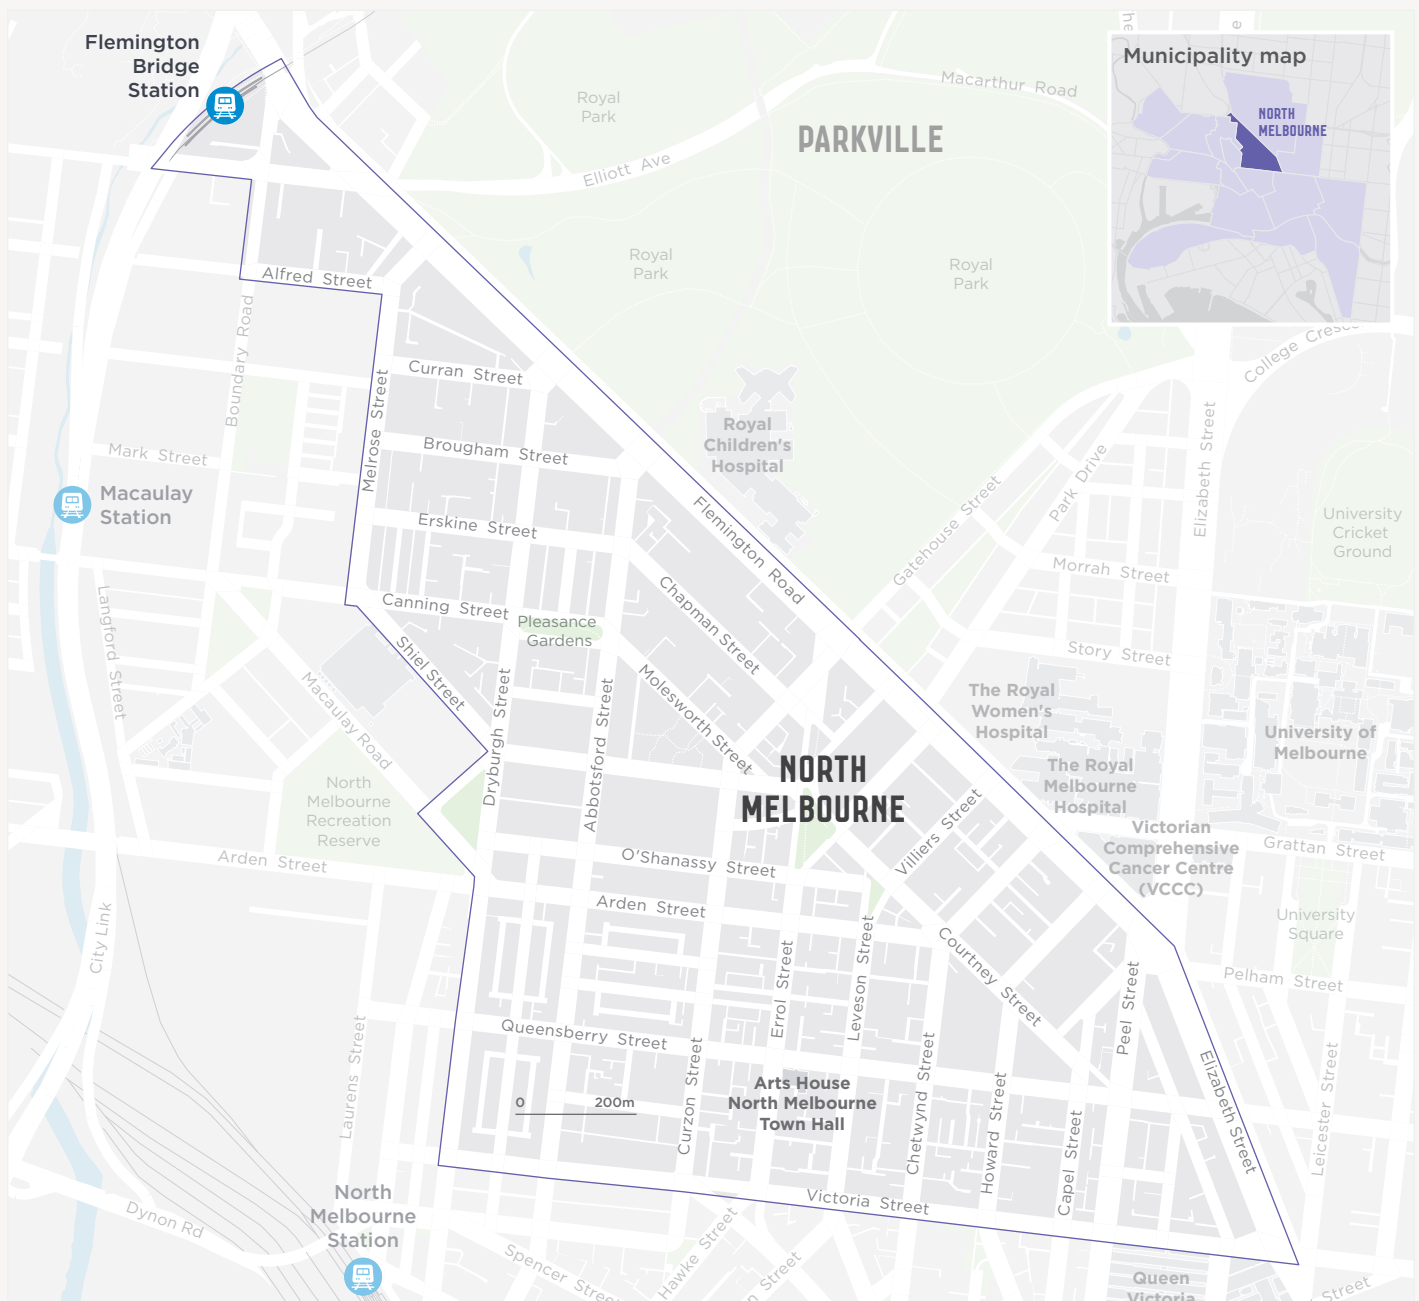 Flemington
Bridge
Station
Royal
Park
Macarthur Road
PARKVILLE
Elliott Ave
Municipality map
NORTH
MELBOURNE
Royal
Park
Royal
Park
Alfred Street
Boundary Road
Curran Street
Melrose Street
College
Mark Street
Brougham Street
Royal
Children's
Hospital
Elizabeth Street
Park Drive
Macaulay
Station
Erskine Street
Flemington Road
Gatehouse Street
University
Cricket
Ground
Morrah Street
Langford Street
Canning Street
Pleasance
Gardens
Chapman Street
Shiel Street
Story Street
Macaulay Road
Dryburgh Street
Abbotsford Street
Molesworth Street
The Royal
Women's
Hospital
University of
Melbourne
NORTH
MELBOURNE
The Royal
Melbourne
Hospital
North
Melbourne
Recreation
Reserve
Villiers Street
Victorian
Comprehensive
Cancer Centre
(VCCC)
Grattan Street
Arden Street
O'Shanassy Street
Arden Street
University
Square
City Link
Courtney Street
Errol Street
Leveson Street
Peel Street
Pelham Street
Laurens Street
Queensberry Street
Curzon Street
Chetwynd Street
Howard Street
Capel Street
Elizabeth Street
Leicester Street
0 200m
Arts House
North Melbourne
Town Hall
Victoria Street
North
Melbourne
Station
Dynon Rd
Spencer
Hawke Street
Street
Queen
Victoria
Street